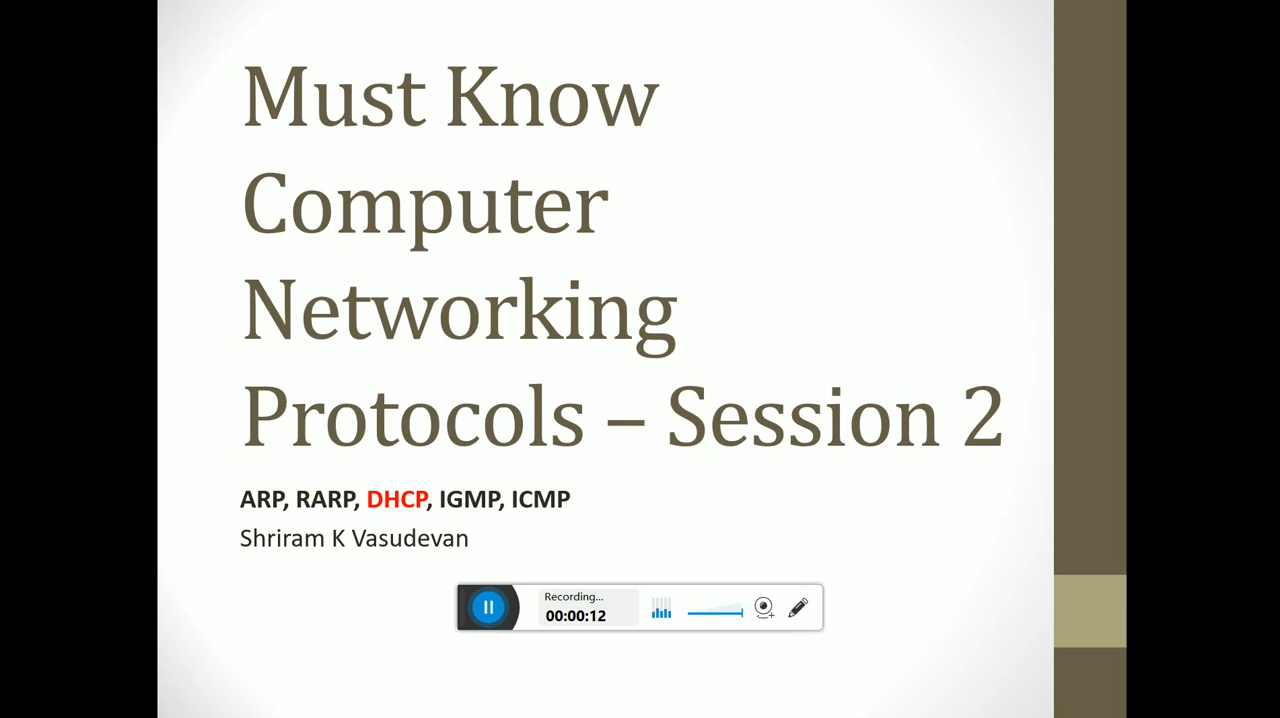 Must Know
Computer
Networking
Protocols – Session 2
ARP, RARP, DHCP, IGMP, ICMP
Shriram K Vasudevan
Recording...
00:00:12